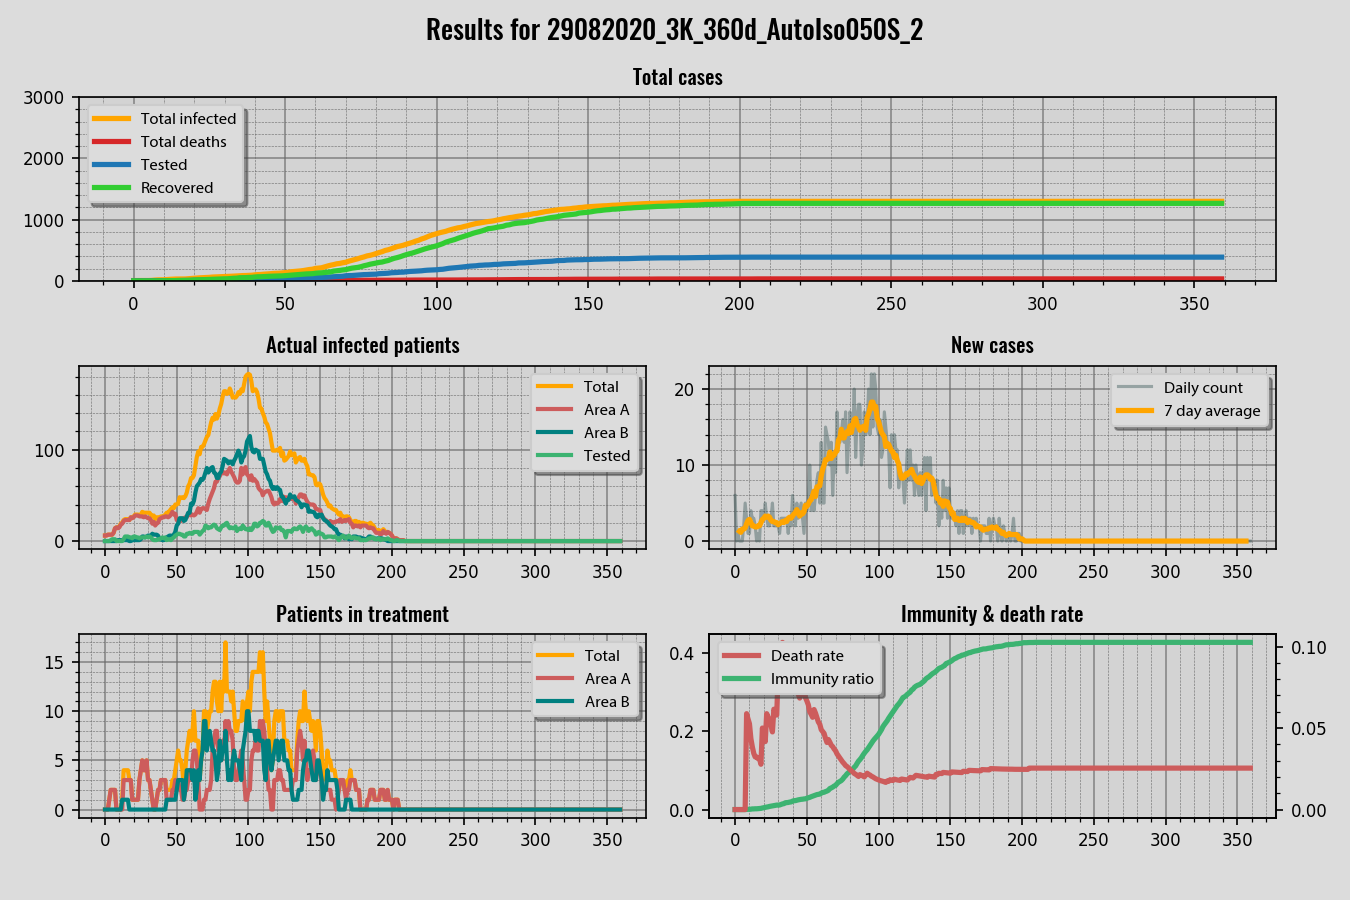 Results for 29082020_3K_360d_AutoIso050S_2
Total cases
3000
2000
1000
0
Total infected
Total deaths
Tested
Recovered
0 50 100 150 200 250 300 350
Actual infected patients
100
0
Total
Area A
Area B
Tested
0 50 100 150 200 250 300 350
New cases
20
10
0
Daily count
7 day average
0 50 100 150 200 250 300 350
Patients in treatment
15
10
5
0
Total
Area A
Area B
0 50 100 150 200 250 300 350
Immunity & death rate
0.4
0.2
0.0
Death rate
Immunity ratio
0.10
0.05
0.00
0 50 100 150 200 250 300 350